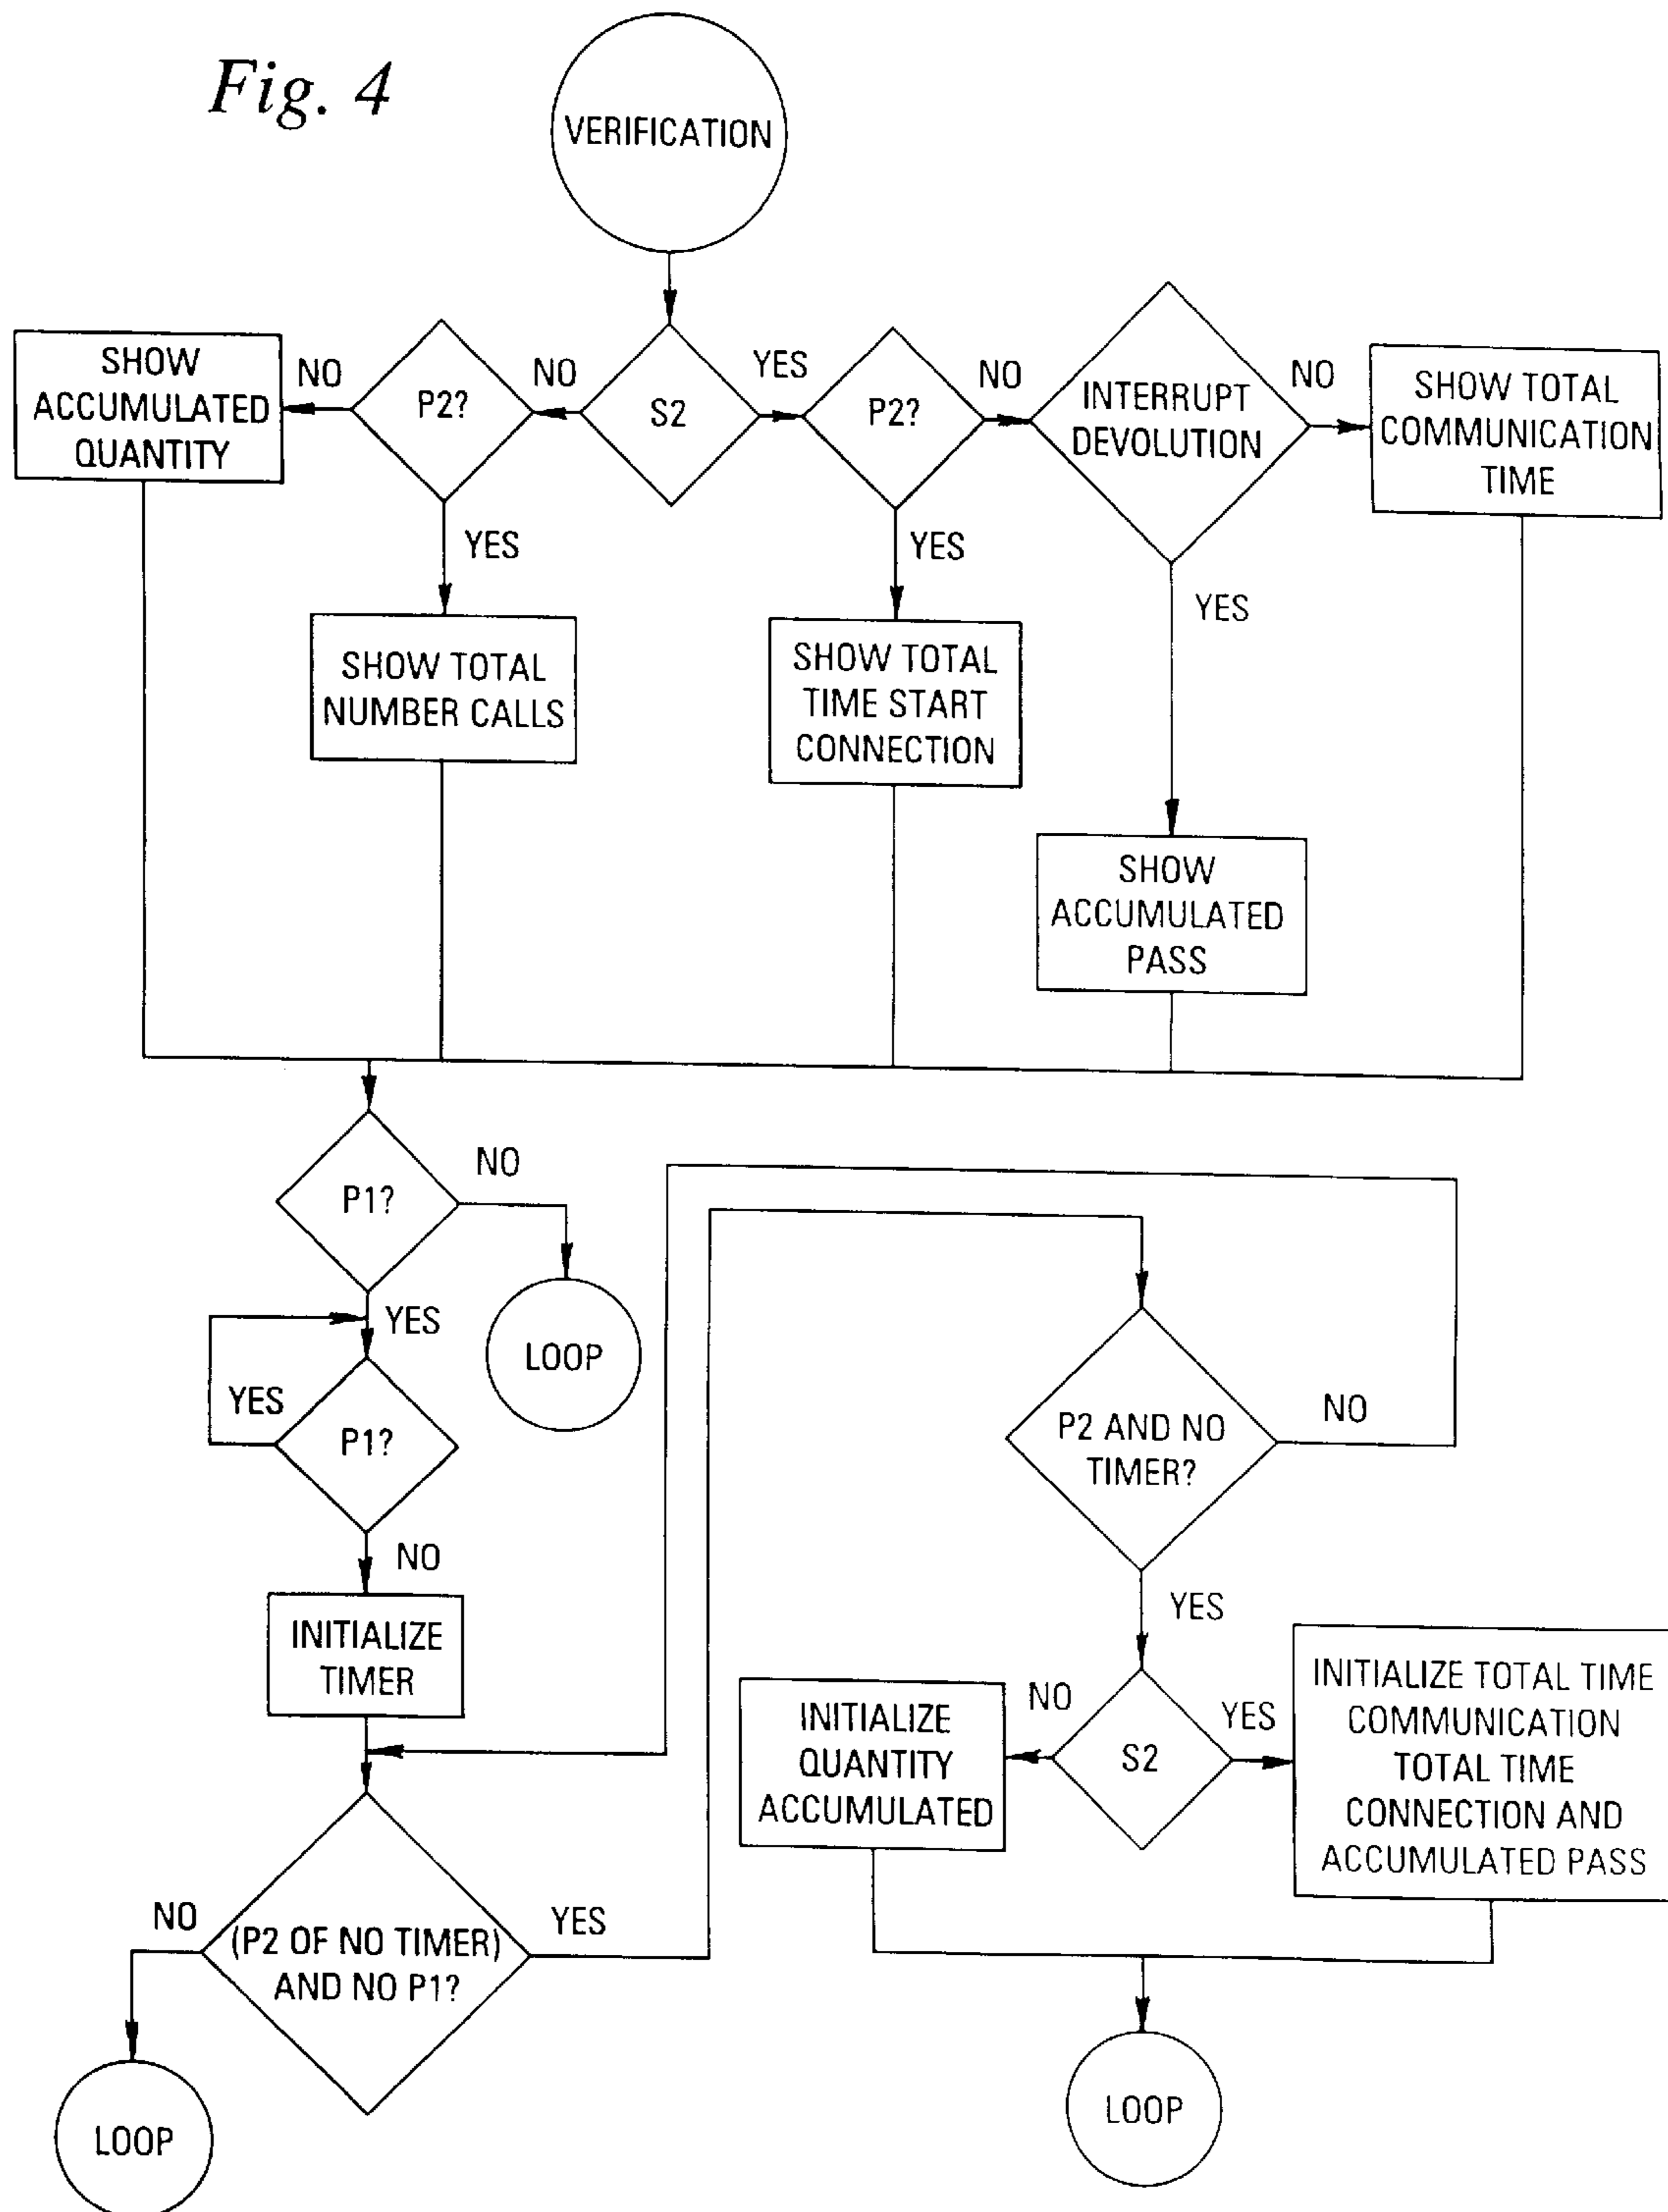 Fig. 4
VERIFICATION
SHOW
ACCUMULATED
QUANTITY
NO
P2?
NO
S2
YES
P2?
NO
INTERRUPT
DEVOLUTION
NO
SHOW TOTAL
COMMUNICATION
TIME
YES
YES
YES
SHOW TOTAL
NUMBER CALLS
SHOW TOTAL
TIME START
CONNECTION
SHOW
ACCUMULATED
PASS
P1?
NO
YES
LOOP
YES
P1?
NO
INITIALIZE
TIMER
(P2 OF NO TIMER)
AND NO P1?
NO
YES
LOOP
P2 AND NO
TIMER?
NO
YES
S2
NO
YES
INITIALIZE
QUANTITY
ACCUMULATED
INITIALIZE TOTAL TIME
COMMUNICATION
TOTAL TIME
CONNECTION AND
ACCUMULATED PASS
LOOP